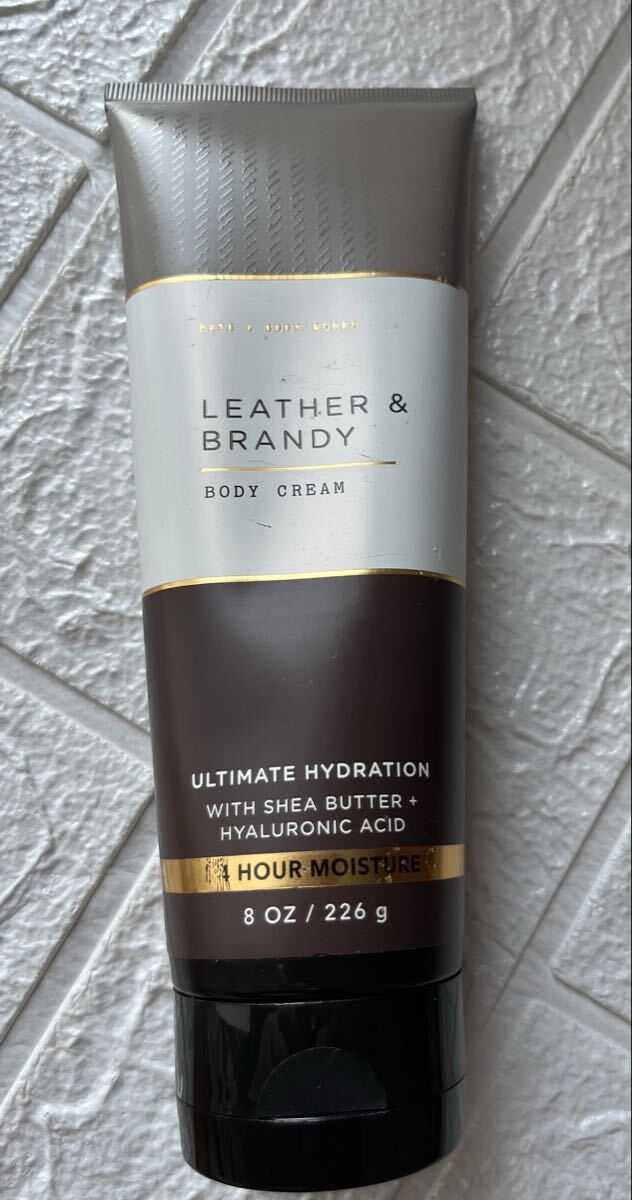 BATH & BODY WORKS
LEATHER &
BRANDY
BODY CREAM
ULTIMATE HYDRATION
WITH SHEA BUTTER +
HYALURONIC ACID
4 HOUR MOISTURE
8 OZ / 226 g